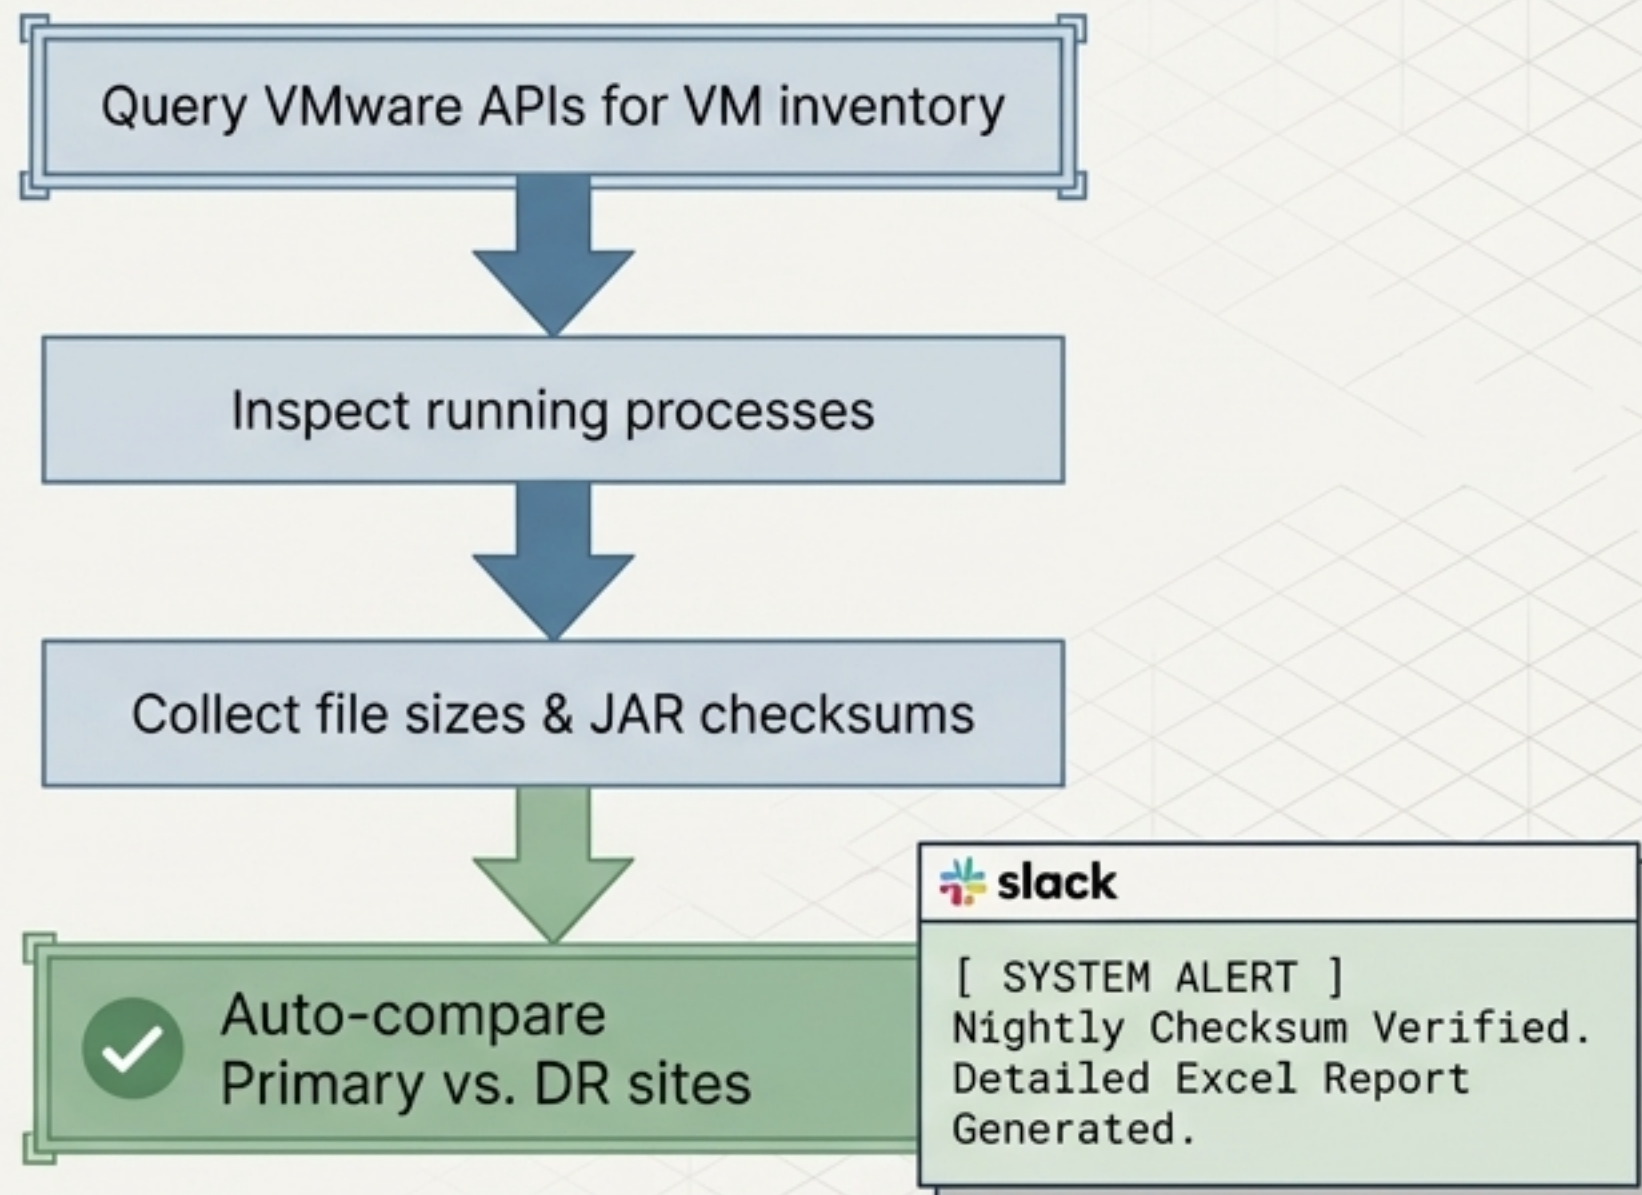 Query VMware APIs for VM inventory
Inspect running processes
Collect file sizes & JAR checksums
Auto-compare
Primary vs. DR sites
slack
[ SYSTEM ALERT ]
Nightly Checksum Verified.
Detailed Excel Report
Generated.